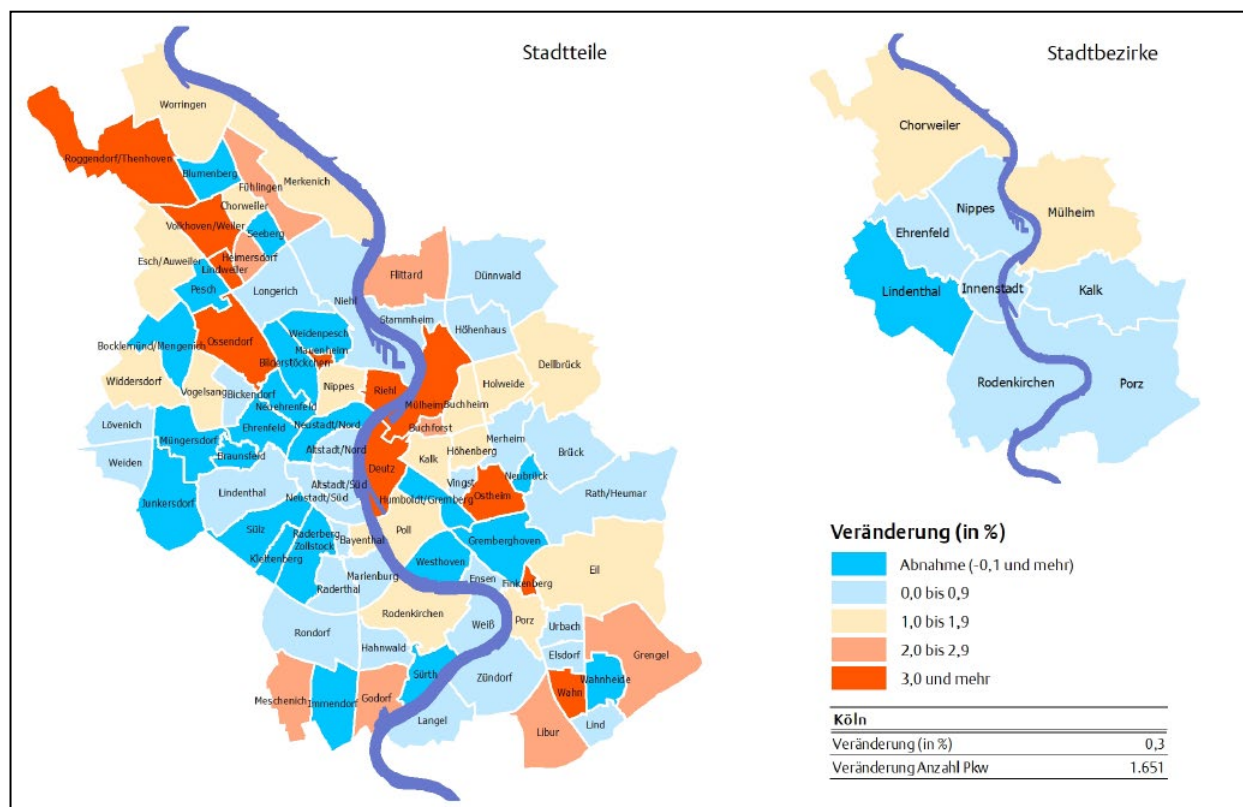 Stadtteile
Stadtbezirke
Worringen
Roggendorf/Thenhoven
Blumenberg
Fühlingen
Merkenich
Chorweiler
Volkhoven/Weiler
Seeberg
Heimersdorf
Esch/Auweiler
Lindweiler
Pesch
Longerich
Niehl
Flittard
Dünnwald
Stammheim
Höhenhaus
Weidenpesch
Ossendorf
Mauenheim
Bocklemünd/Mengenich
Bilderstöckchen
Dellbrück
Widdersdorf
Vogelsang
Bickendorf
Nippes
Riehl
Holweide
Mülheim
Buchheim
Neuehrenfeld
Lövenich
Ehrenfeld
Neustadt/Nord
Buchforst
Müngersdorf
Altstadt/Nord
Merheim
Höhenberg
Brück
Braunsfeld
Kalk
Weiden
Deutz
Vingst
Neubrück
Junkersdorf
Lindenthal
Altstadt/Süd
Neustadt/Süd
Humboldt/Gremberg
Ostheim
Rath/Heumar
Sülz
Raderberg
Zollstock
Bayenthal
Poll
Gremberghoven
Klettenberg
Westhoven
Eil
Marienburg
Raderthal
Ensen
Finkenberg
Rodenkirchen
Rondorf
Weiß
Porz
Urbach
Hahnwald
Elsdorf
Grengel
Sürth
Zündorf
Wahnheide
Meschenich
Immendorf
Godorf
Wahn
Langel
Libur
Lind
Chorweiler
Nippes
Mülheim
Ehrenfeld
Lindenthal
Innenstadt
Kalk
Rodenkirchen
Porz
Veränderung (in %)
Abnahme (-0,1 und mehr)
0,0 bis 0,9
1,0 bis 1,9
2,0 bis 2,9
3,0 und mehr
Köln
Veränderung (in %) 0,3
Veränderung Anzahl Pkw 1.651